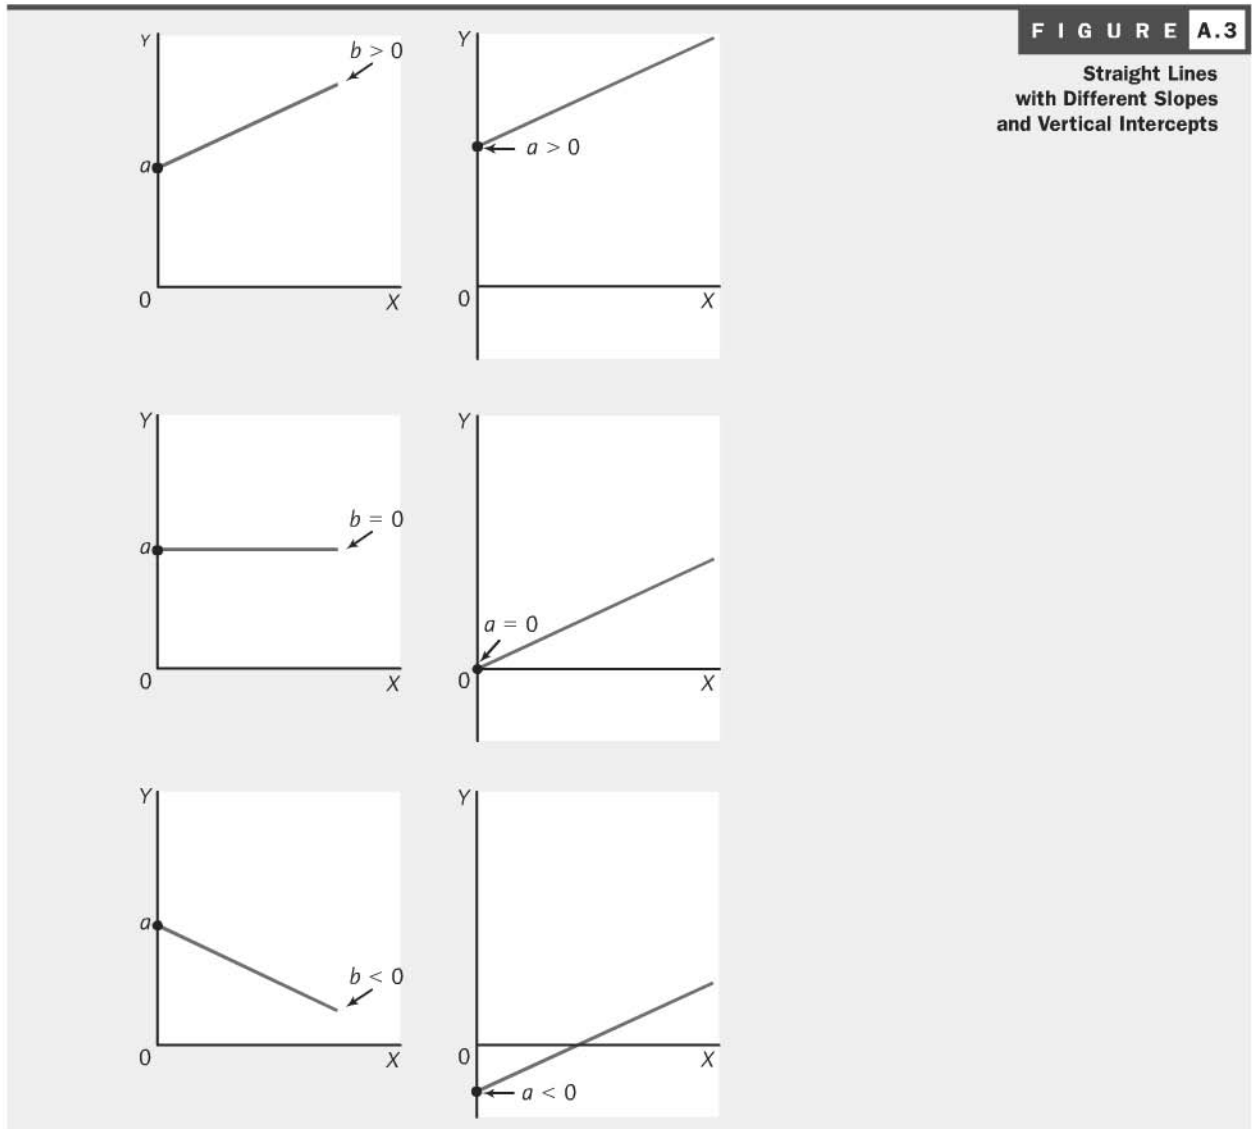 FIGURE A.3
Straight Lines
with Different Slopes
and Vertical Intercepts
Y
b > 0
a
0
X
Y
a > 0
0
X
Y
b = 0
a
0
X
Y
a = 0
0
X
Y
a
b < 0
0
X
Y
0
X
a < 0